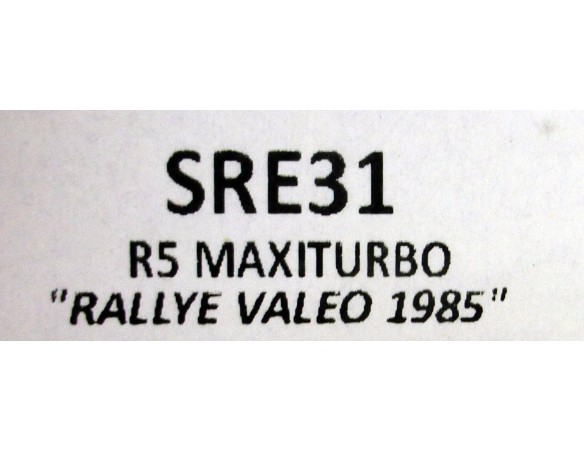 SRE31
R5 MAXITURBO
"RALLYE VALEO 1985"